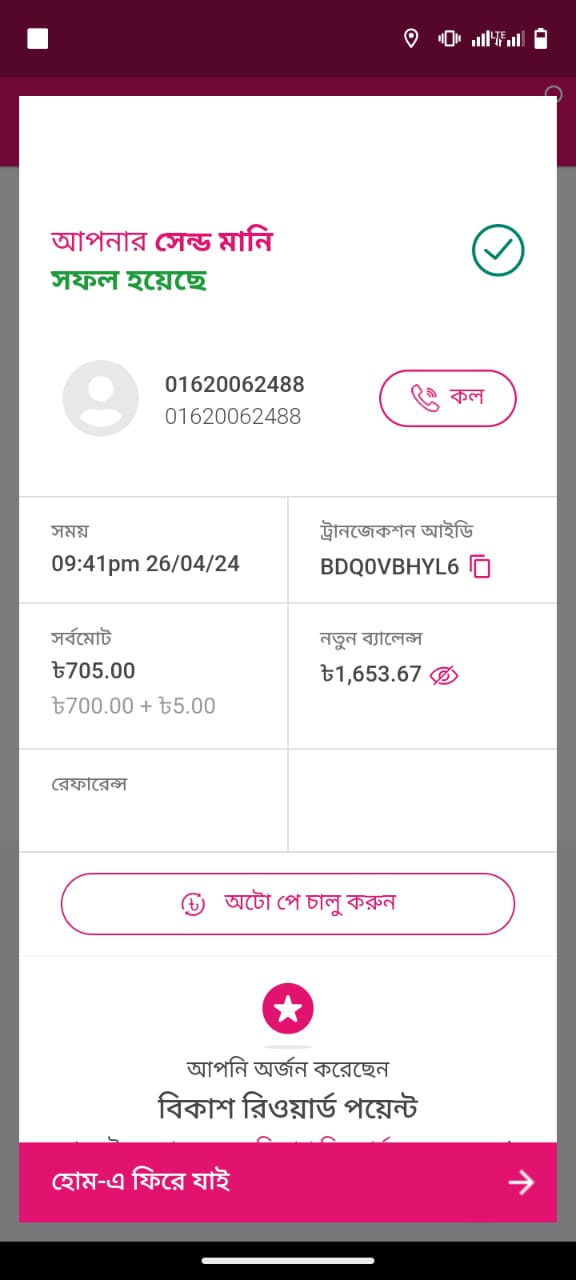 আপনার সেন্ড মানি
সফল হয়েছে
01620062488
01620062488
কল
সময়
09:41pm 26/04/24
ট্রানজেকশন আইডি
BDQ0VBHYL6
সর্বমোট
৳705.00
৳700.00 + ৳5.00
নতুন ব্যালেন্স
৳1,653.67
রেফারেন্স
অটো পে চালু করুন
আপনি অর্জন করেছেন
বিকাশ রিওয়ার্ড পয়েন্ট
হোম-এ ফিরে যাই